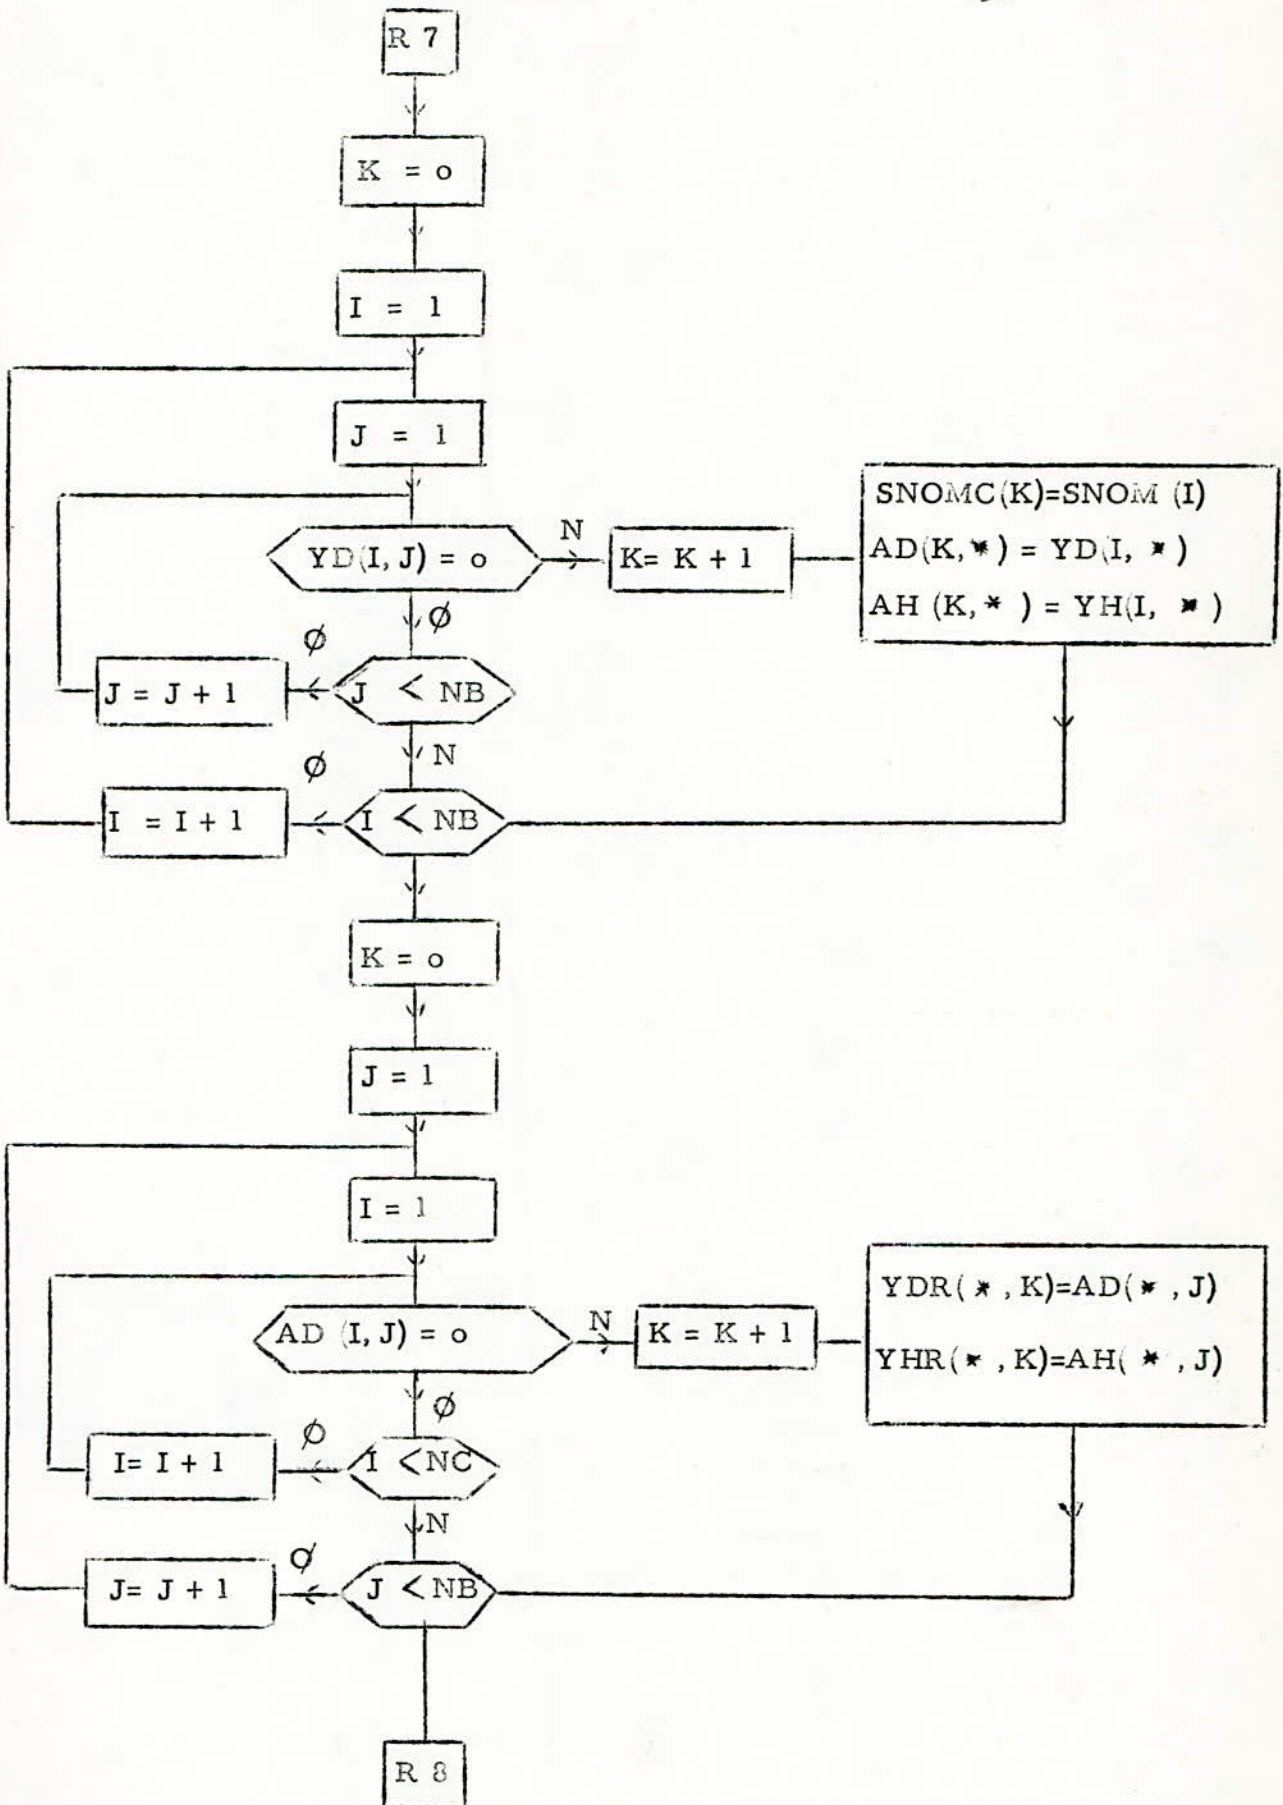 R 7
K = o
I = 1
J = 1
YD(I, J) = o
N
K= K + 1
SNOMC(K)=SNOM (I)
AD(K,*) = YD(I, *)
AH (K,* ) = YH(I, *)
Ø
Ø
J = J + 1
J < NB
N
Ø
I = I + 1
I < NB
K = o
J = 1
I = 1
AD (I, J) = o
N
K = K + 1
YDR( * , K)=AD(* , J)
YHR(* , K)=AH( * , J)
Ø
Ø
I= I + 1
I <NC
N
Ø
J= J + 1
J <NB
R 8